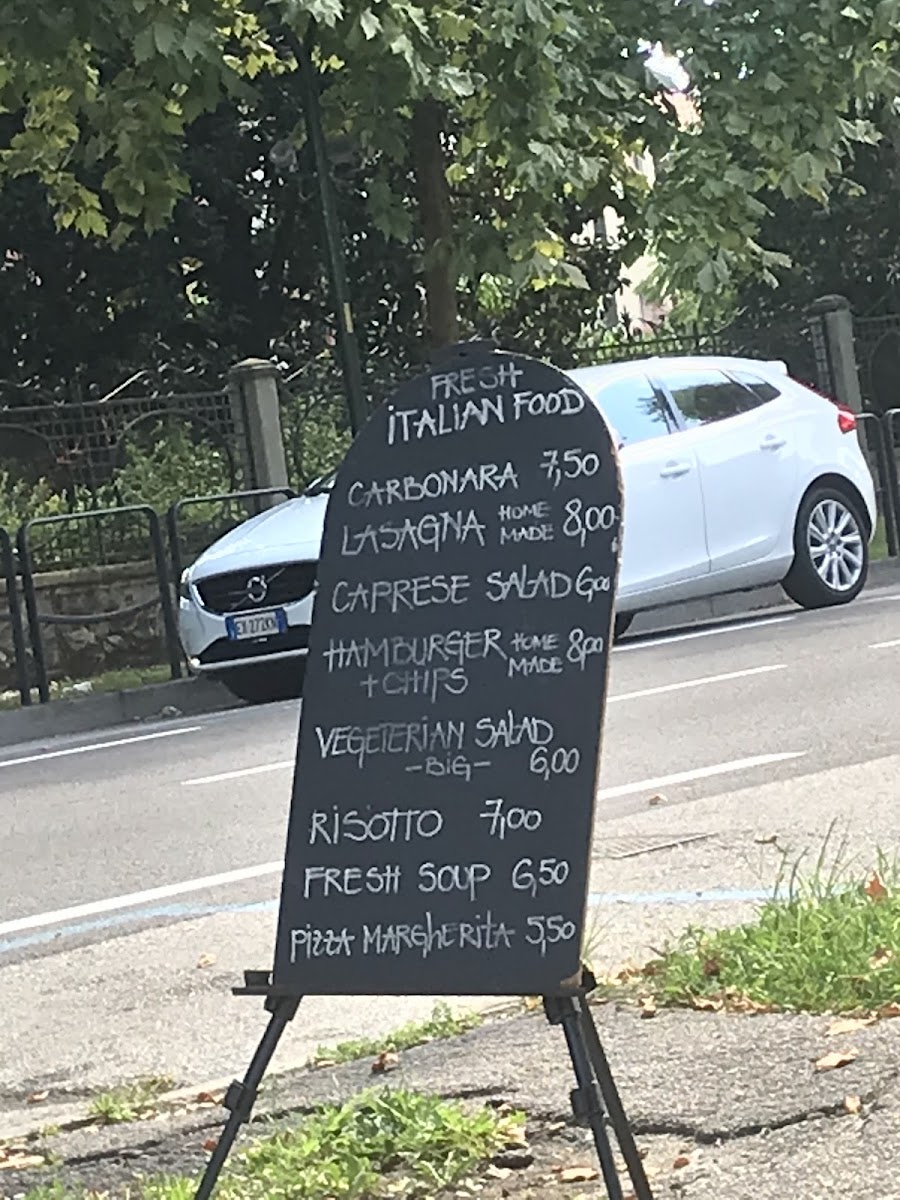 FRESH
ITALIAN FOOD
CARBONARA 7,50
LASAGNA HOME MADE 8,00
CAPRESE SALAD 6,00
HAMBURGER HOME MADE 8,00
+ CHIPS
VEGETERIAN SALAD
-BIG- 6,00
RISOTTO 7,00
FRESH SOUP 6,50
PIZZA MARGHERITA 5,50